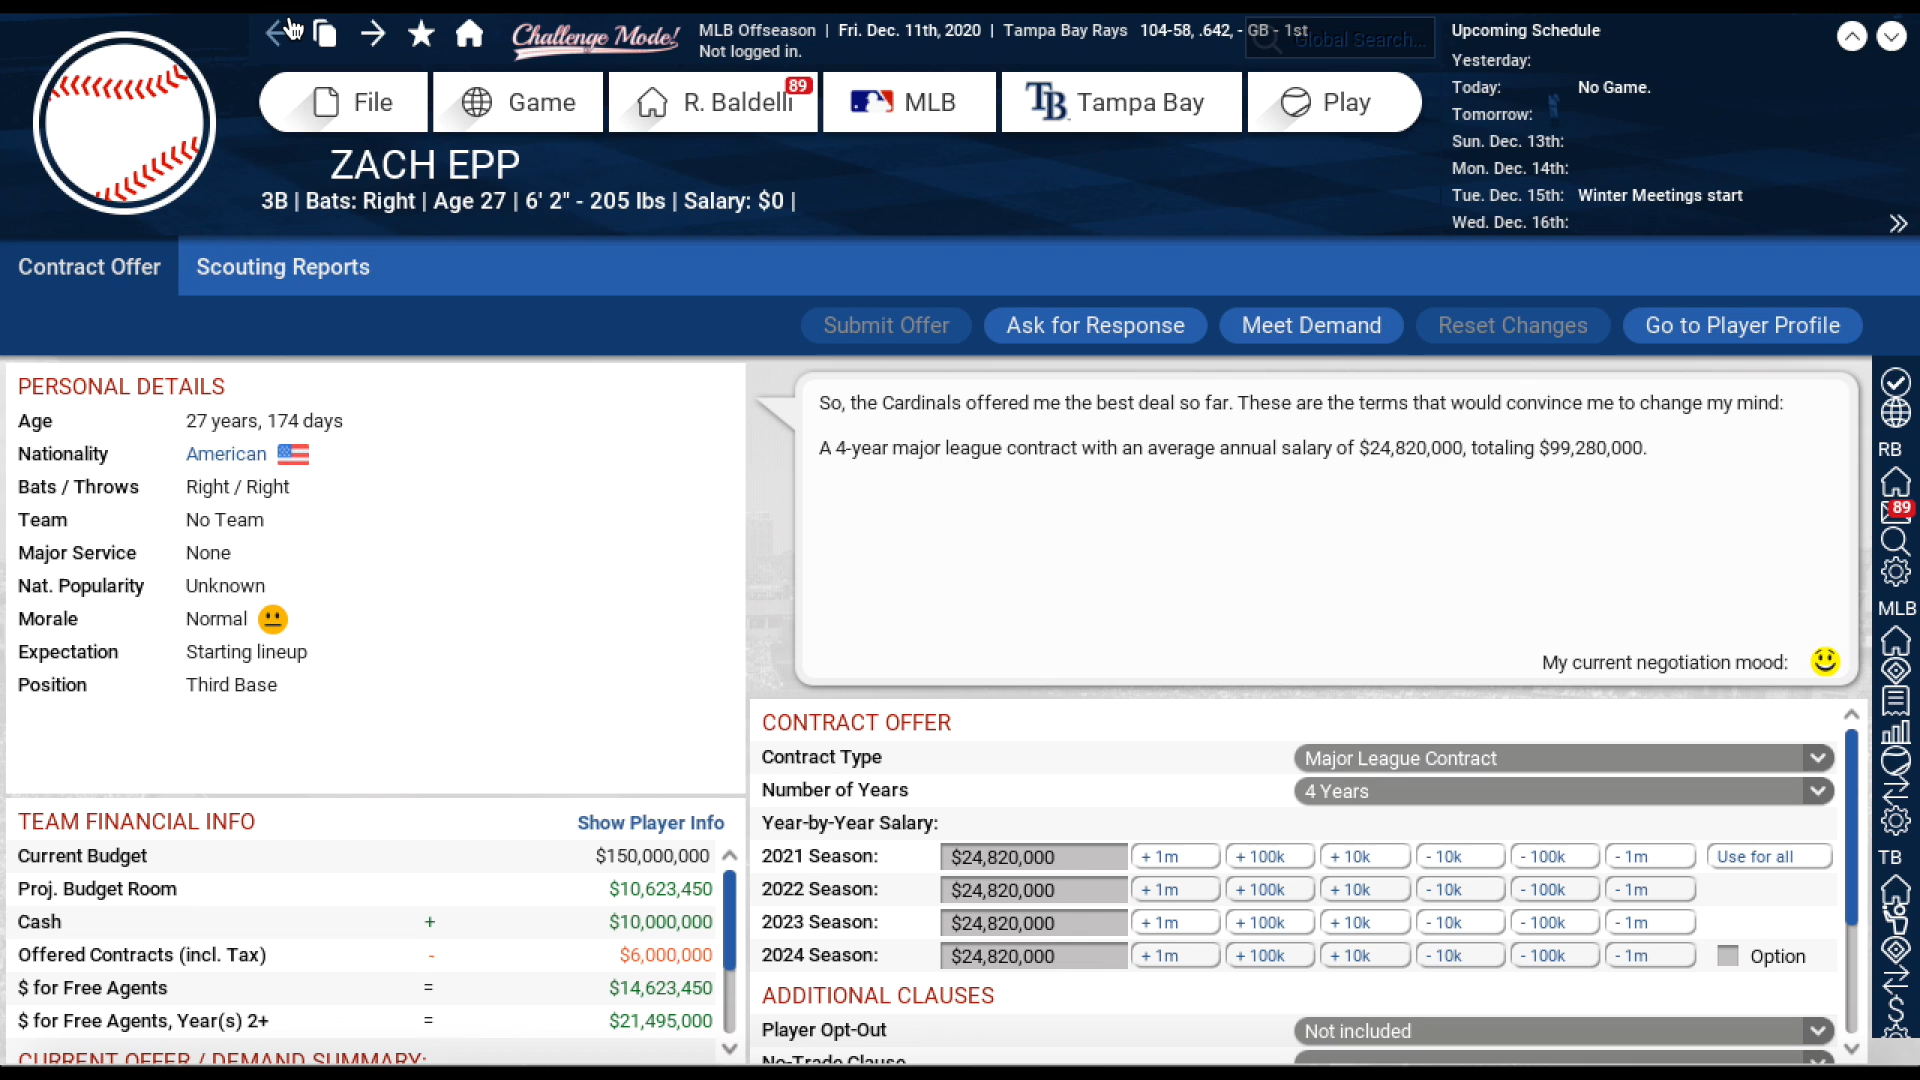 Challenge Mode!
MLB Offseason | Fri. Dec. 11th, 2020 | Tampa Bay Rays 104-58, .642, - GB - 1st
Not logged in.
Global Search...
Upcoming Schedule
Yesterday:
Today: No Game.
Tomorrow:
Sun. Dec. 13th:
Mon. Dec. 14th:
Tue. Dec. 15th: Winter Meetings start
Wed. Dec. 16th:
File
Game
R. Baldelli 89
MLB
TB Tampa Bay
Play
ZACH EPP
3B | Bats: Right | Age 27 | 6' 2" - 205 lbs | Salary: $0 |
Contract Offer
Scouting Reports
Submit Offer
Ask for Response
Meet Demand
Reset Changes
Go to Player Profile
PERSONAL DETAILS
Age 27 years, 174 days
Nationality American
Bats / Throws Right / Right
Team No Team
Major Service None
Nat. Popularity Unknown
Morale Normal
Expectation Starting lineup
Position Third Base
So, the Cardinals offered me the best deal so far. These are the terms that would convince me to change my mind:
A 4-year major league contract with an average annual salary of $24,820,000, totaling $99,280,000.
My current negotiation mood:
TEAM FINANCIAL INFO Show Player Info
Current Budget $150,000,000
Proj. Budget Room $10,623,450
Cash + $10,000,000
Offered Contracts (incl. Tax) - $6,000,000
$ for Free Agents = $14,623,450
$ for Free Agents, Year(s) 2+ = $21,495,000
CURRENT OFFER / DEMAND SUMMARY:
CONTRACT OFFER
Contract Type Major League Contract
Number of Years 4 Years
Year-by-Year Salary:
2021 Season: $24,820,000 + 1m + 100k + 10k - 10k - 100k - 1m Use for all
2022 Season: $24,820,000 + 1m + 100k + 10k - 10k - 100k - 1m
2023 Season: $24,820,000 + 1m + 100k + 10k - 10k - 100k - 1m
2024 Season: $24,820,000 + 1m + 100k + 10k - 10k - 100k - 1m Option
ADDITIONAL CLAUSES
Player Opt-Out Not included
No-Trade Clause
RB
89
MLB
TB